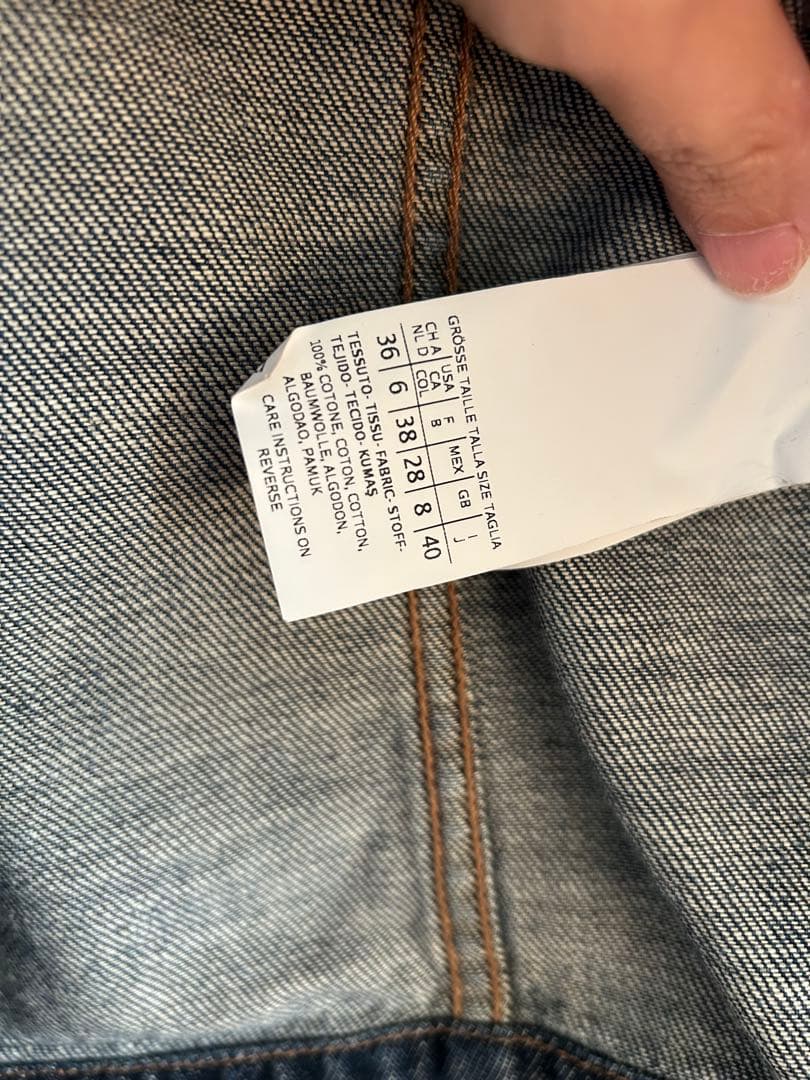 GRÖSSE TAILLE TALLA SIZE TAGLIA
CH A USA F MEX GB I
NL D CA B J
COL
36 6 38 28 8 40
TESSUTO- TISSU- FABRIC- STOFF-
TEJIDO- TECIDO- KUMAŞ
100% COTONE, COTON, COTTON,
BAUMWOLLE, ALGODON,
ALGODAO, PAMUK
CARE INSTRUCTIONS ON
REVERSE